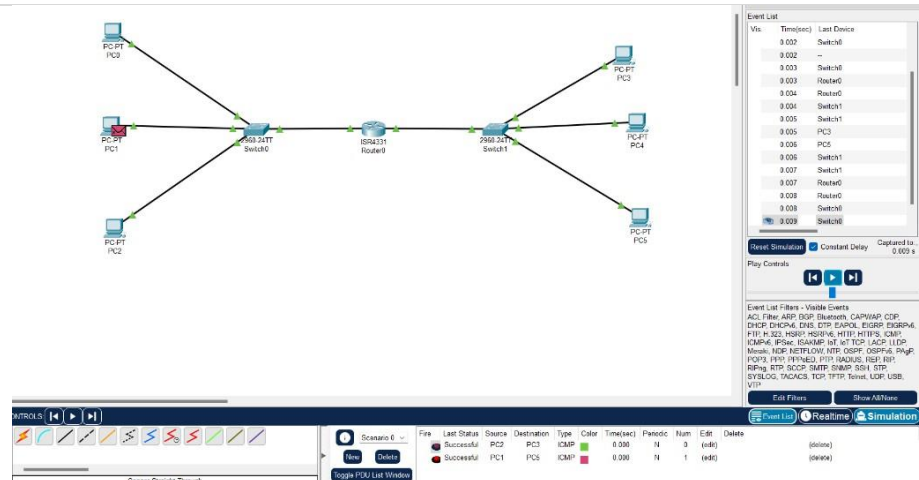 PC-PT
PC0
PC-PT
PC1
PC-PT
PC2
2960-24TT
Switch0
ISR4331
Router0
2960-24TT
Switch1
PC-PT
PC3
PC-PT
PC4
PC-PT
PC5
Event List
Vis. Time(sec) Last Device
0.002 Switch0
0.002 --
0.003 Switch0
0.003 Router0
0.004 Router0
0.004 Switch1
0.005 Switch1
0.005 PC3
0.006 PC5
0.006 Switch1
0.007 Switch1
0.007 Router0
0.008 Router0
0.008 Switch0
0.009 Switch0
Reset Simulation Constant Delay Captured to..
0.009 s
Play Controls
Event List Filters - Visible Events
ACL Filter, ARP, BGP, Bluetooth, CAPWAP, CDP,
DHCP, DHCPv6, DNS, DTP, EAPOL, EIGRP, EIGRPv6,
FTP, H.323, HSRP, HSRPv6, HTTP, HTTPS, ICMP,
ICMPv6, IPSec, ISAKMP, IoT, IoT TCP, LACP, LLDP,
Meraki, NDP, NETFLOW, NTP, OSPF, OSPFv6, PAgP,
POP3, PPP, PPPoED, PTP, RADIUS, REP, RIP,
RIPng, RTP, SCCP, SMTP, SNMP, SSH, STP,
SYSLOG, TACACS, TCP, TFTP, Telnet, UDP, USB,
VTP
Edit Filters Show All/None
Event List Realtime Simulation
Scenario 0
New Delete
Toggle PDU List Window
Fire Last Status Source Destination Type Color Time(sec) Periodic Num Edit Delete
Successful PC2 PC3 ICMP 0.000 N 0 (edit) (delete)
Successful PC1 PC5 ICMP 0.000 N 1 (edit) (delete)